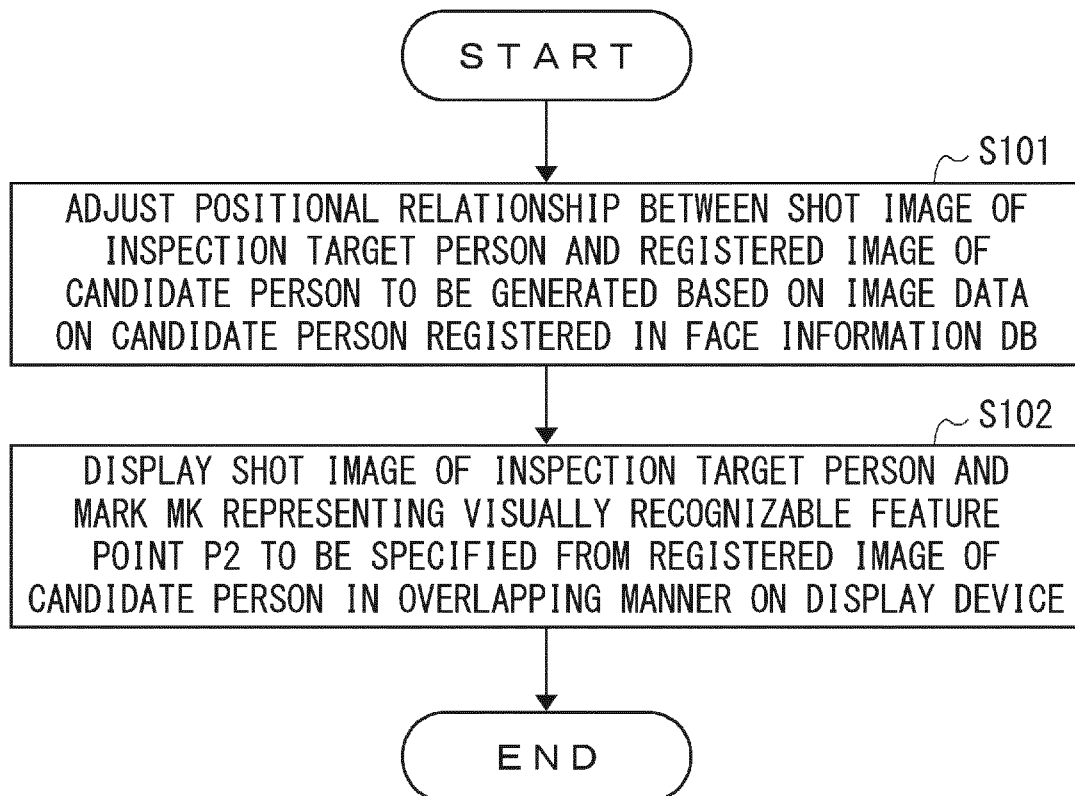 START
S101
ADJUST POSITIONAL RELATIONSHIP BETWEEN SHOT IMAGE OF
INSPECTION TARGET PERSON AND REGISTERED IMAGE OF
CANDIDATE PERSON TO BE GENERATED BASED ON IMAGE DATA
ON CANDIDATE PERSON REGISTERED IN FACE INFORMATION DB
S102
DISPLAY SHOT IMAGE OF INSPECTION TARGET PERSON AND
MARK MK REPRESENTING VISUALLY RECOGNIZABLE FEATURE
POINT P2 TO BE SPECIFIED FROM REGISTERED IMAGE OF
CANDIDATE PERSON IN OVERLAPPING MANNER ON DISPLAY DEVICE
END